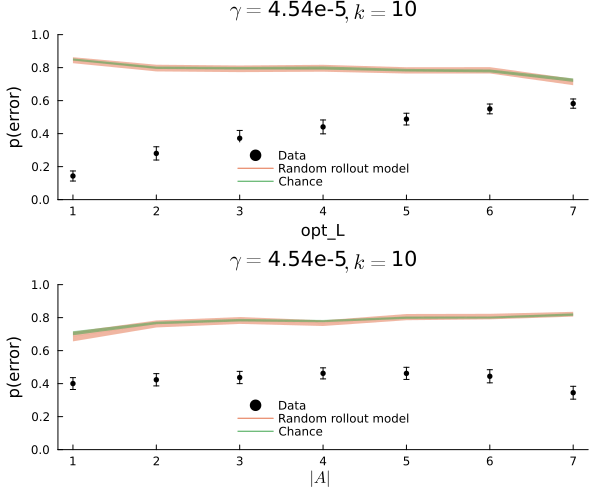 γ = 4.54e-5, k = 10
1.0
0.8
0.6
0.4
0.2
0.0
p(error)
Data
Random rollout model
Chance
1 2 3 4 5 6 7
opt_L
γ = 4.54e-5, k = 10
1.0
0.8
0.6
0.4
0.2
0.0
p(error)
Data
Random rollout model
Chance
1 2 3 4 5 6 7
|A|